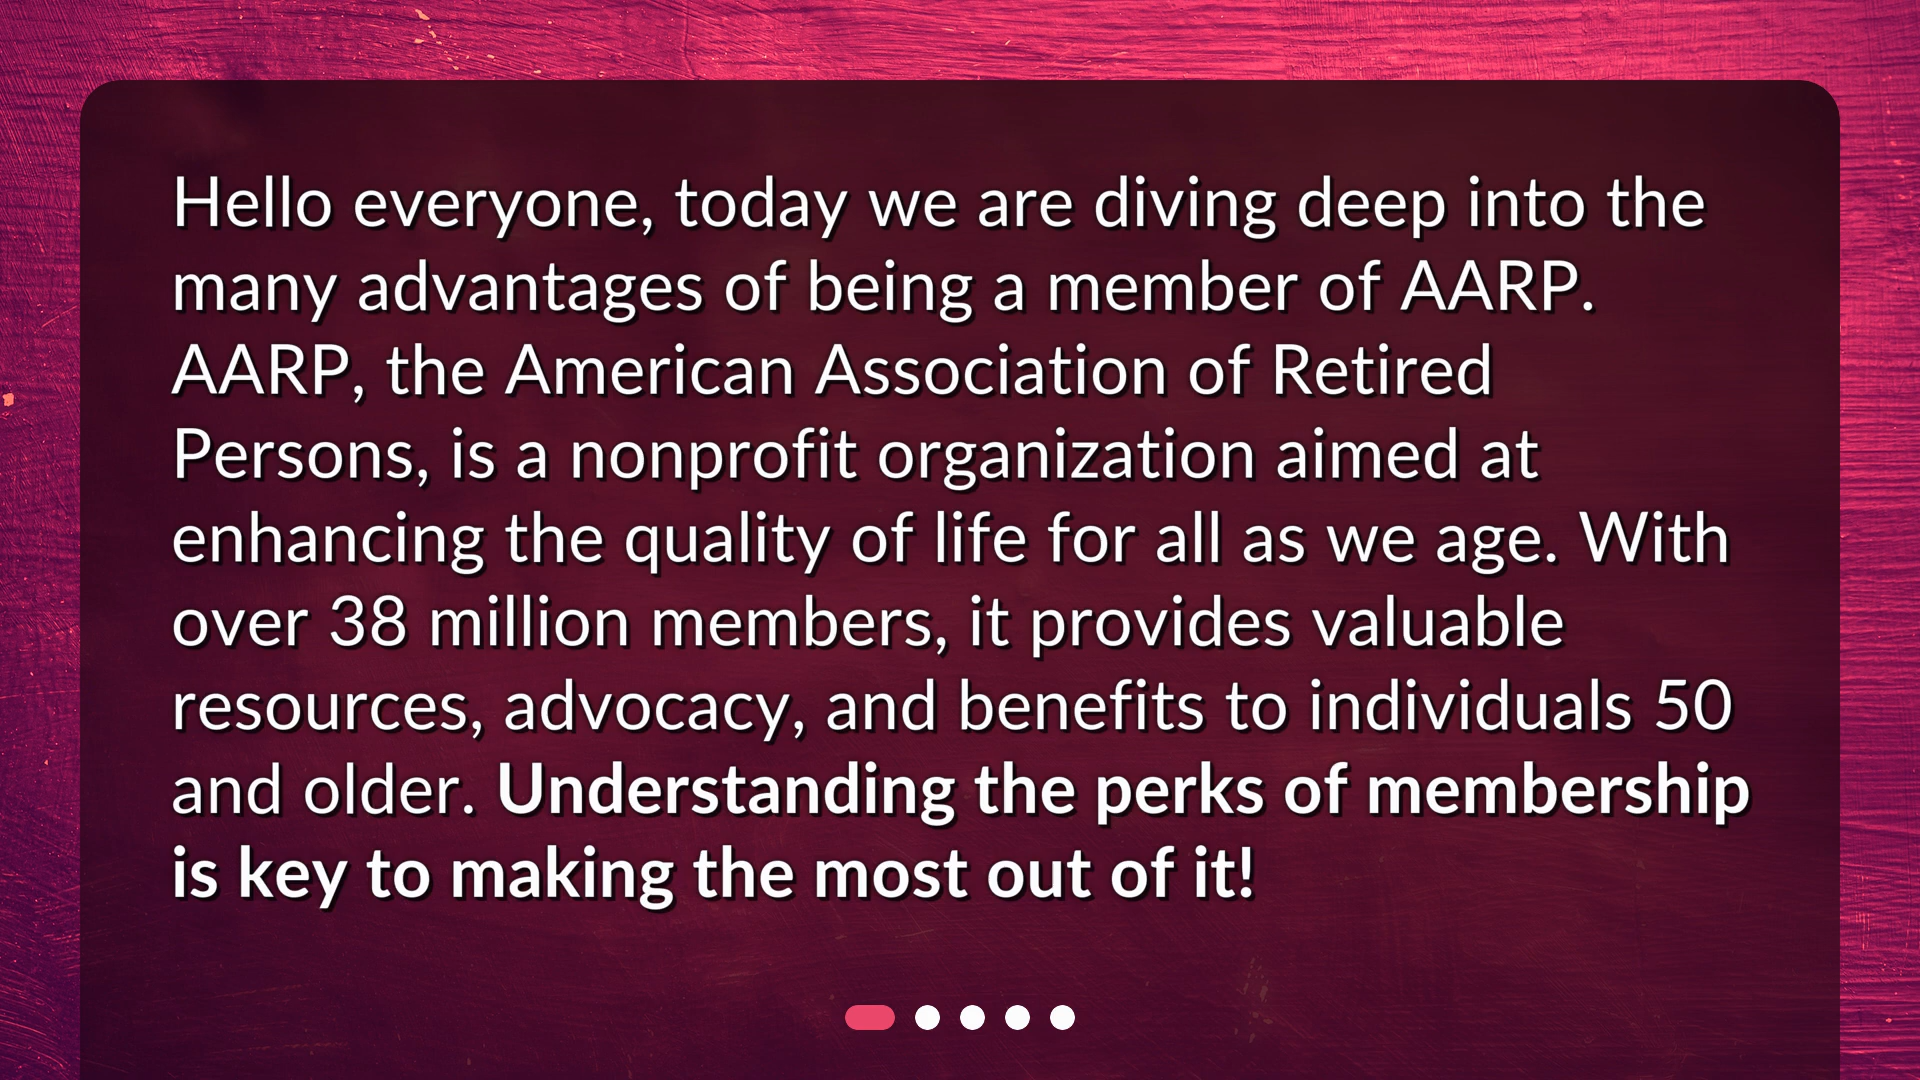 Hello everyone, today we are diving deep into the
many advantages of being a member of AARP.
AARP, the American Association of Retired
Persons, is a nonprofit organization aimed at
enhancing the quality of life for all as we age. With
over 38 million members, it provides valuable
resources, advocacy, and benefits to individuals 50
and older. Understanding the perks of membership
is key to making the most out of it!